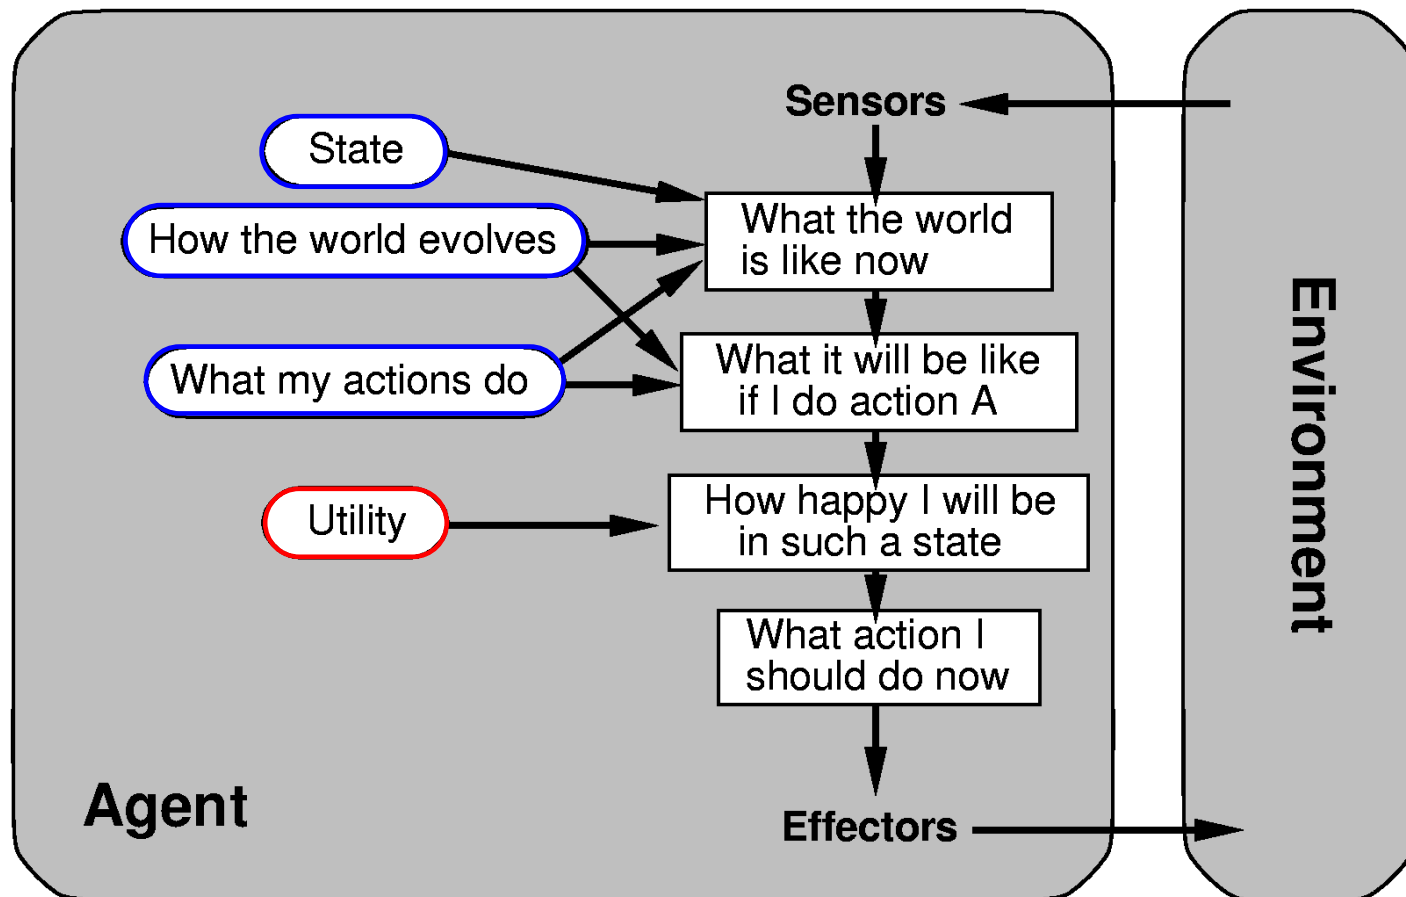 Sensors
State
What the world
is like now
How the world evolves
What my actions do
What it will be like
if I do action A
Utility
How happy I will be
in such a state
What action I
should do now
Agent
Effectors
Environment